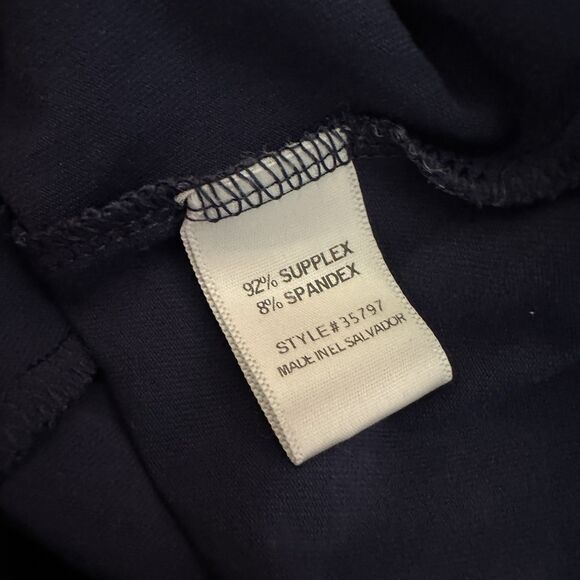 92% SUPPLEX
8% SPANDEX
STYLE# 35797
MADE IN EL SALVADOR